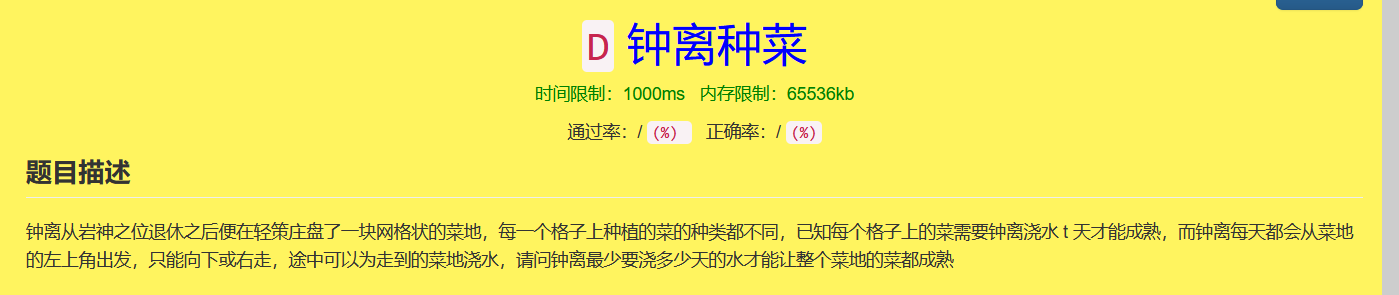 D 钟离种菜
时间限制：1000ms 内存限制：65536kb
通过率：/ (%) 正确率：/ (%)
题目描述
钟离从岩神之位退休之后便在轻策庄盘了一块网格状的菜地，每一个格子上种植的菜的种类都不同，已知每个格子上的菜需要钟离浇水 t 天才能成熟，而钟离每天都会从菜地
的左上角出发，只能向下或右走，途中可以为走到的菜地浇水，请问钟离最少要浇多少天的水才能让整个菜地的菜都成熟